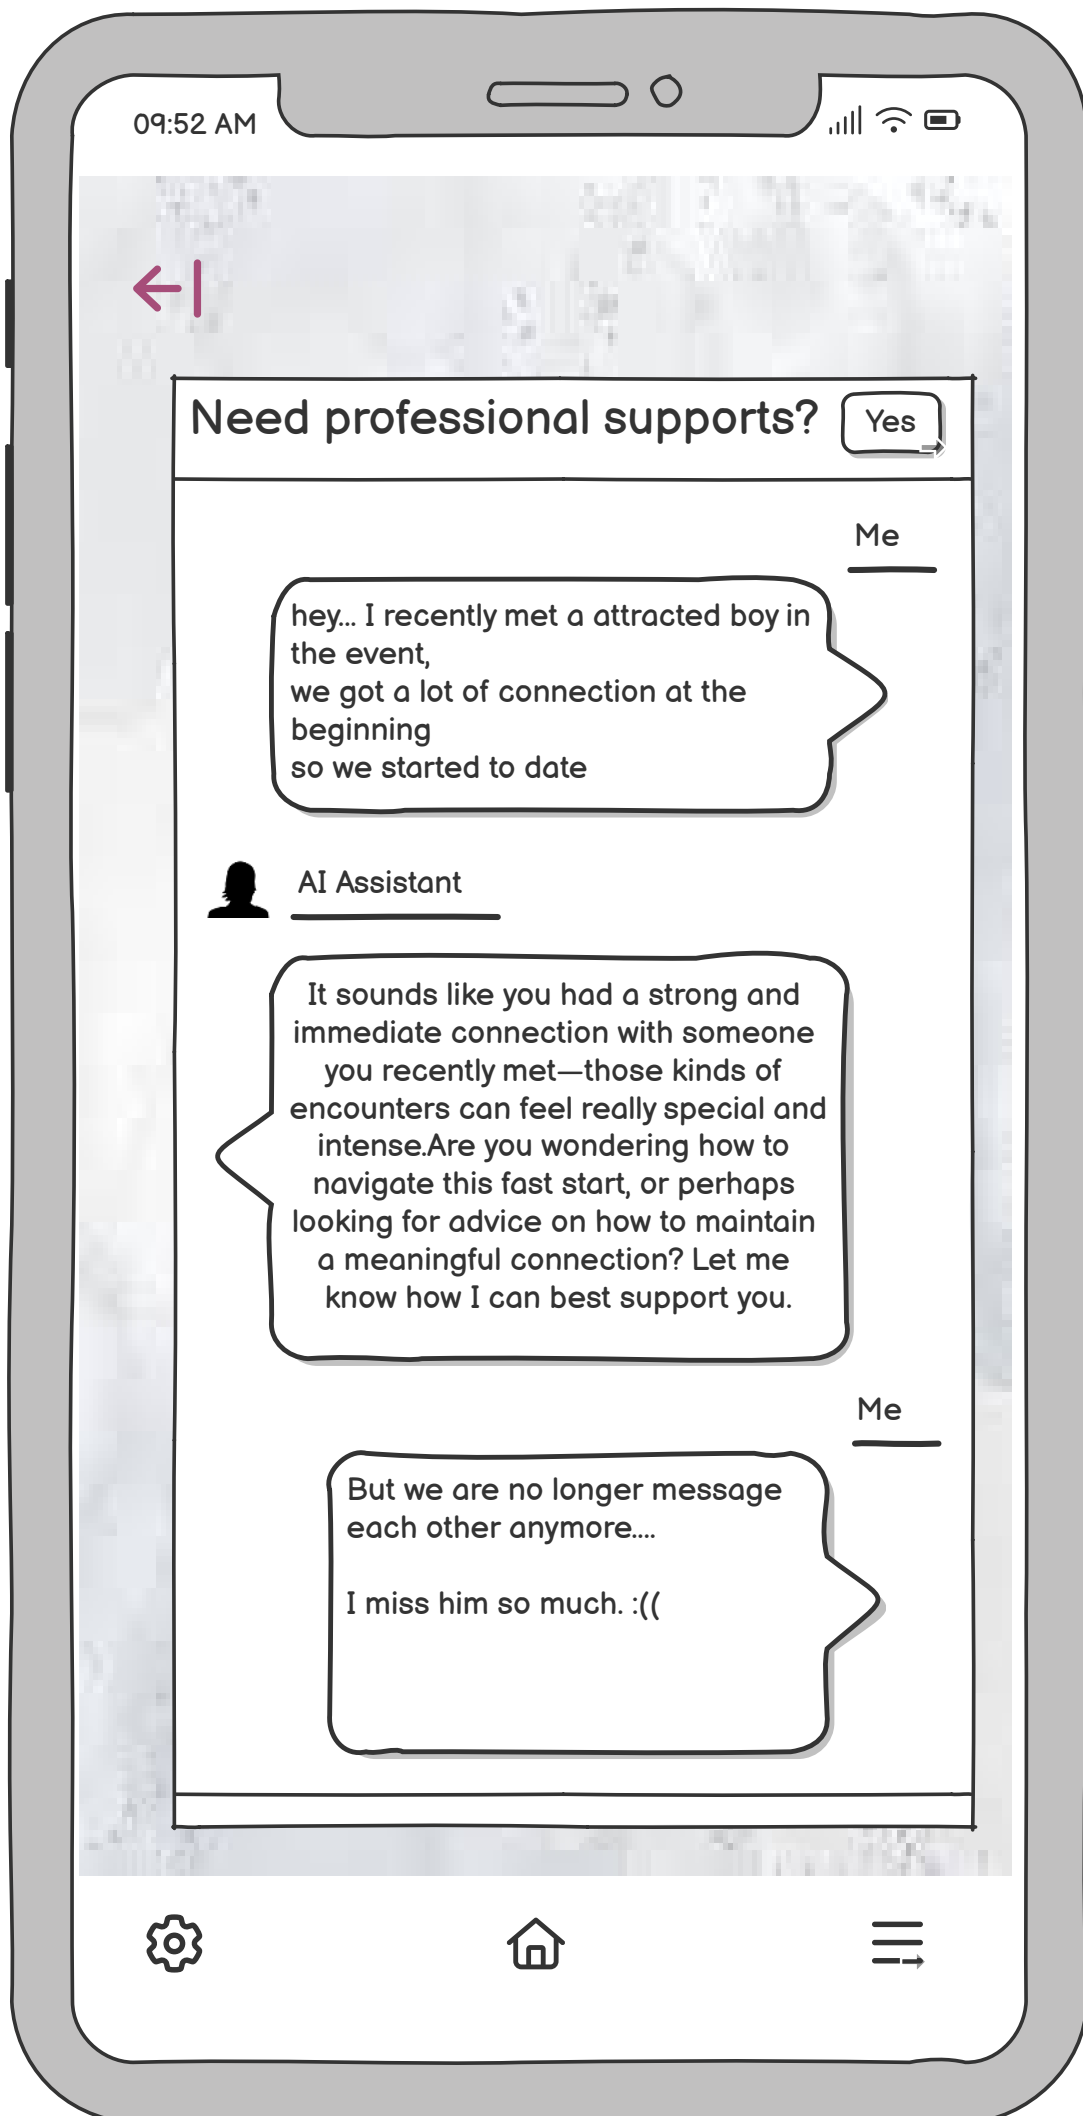 09:52 AM
Need professional supports?
Yes
Me
hey... I recently met a attracted boy in
the event,
we got a lot of connection at the
beginning
so we started to date
AI Assistant
It sounds like you had a strong and
immediate connection with someone
you recently met—those kinds of
encounters can feel really special and
intense.Are you wondering how to
navigate this fast start, or perhaps
looking for advice on how to maintain
a meaningful connection? Let me
know how I can best support you.
Me
But we are no longer message
each other anymore....
I miss him so much. :((